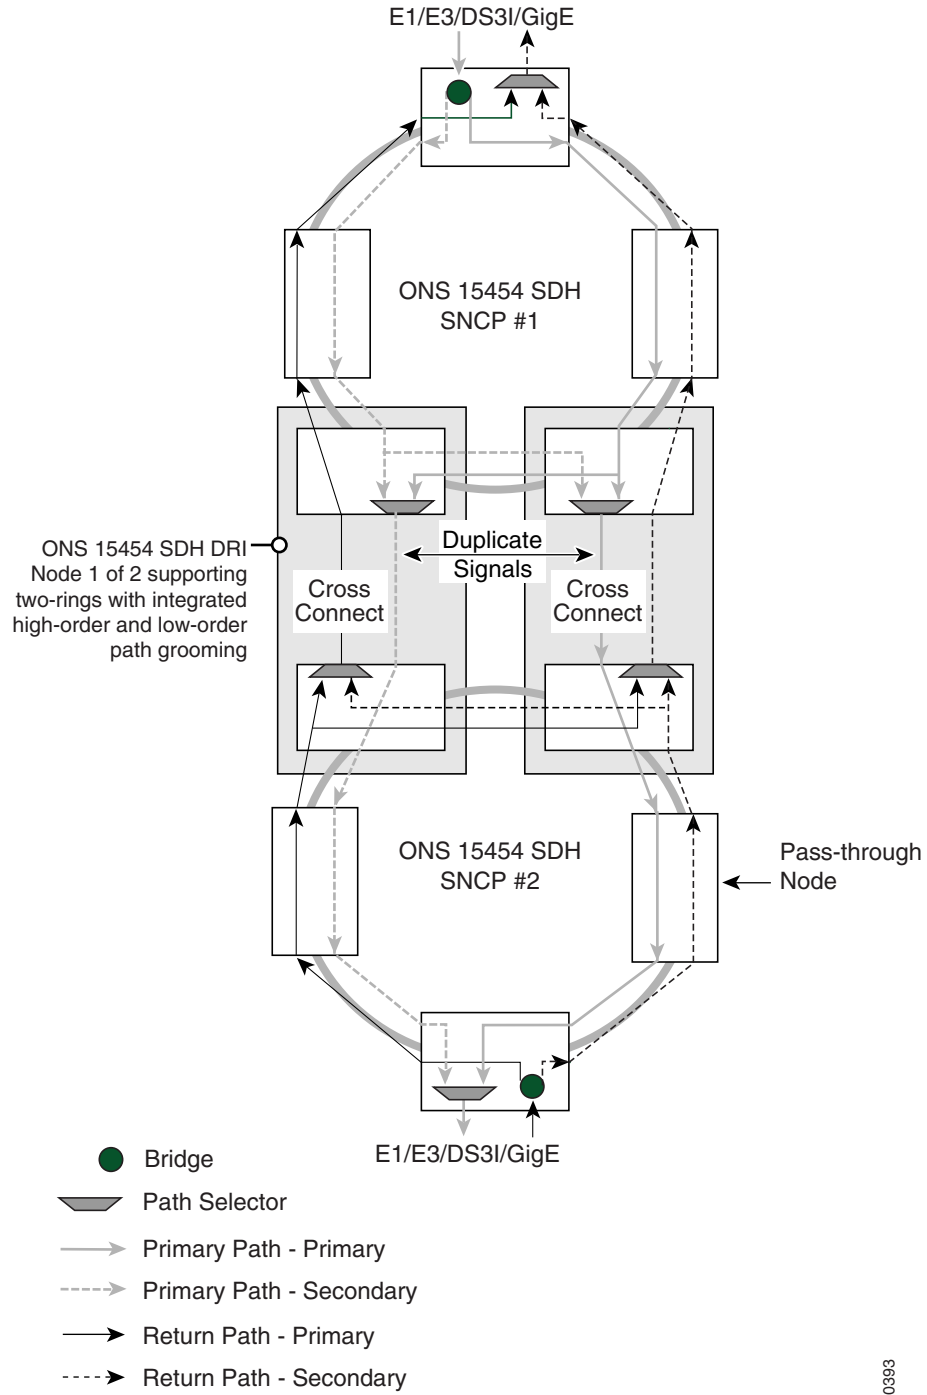 E1/E3/DS3I/GigE
ONS 15454 SDH
SNCP #1
ONS 15454 SDH DRI
Node 1 of 2 supporting
two-rings with integrated
high-order and low-order
path grooming
Duplicate
Signals
Cross
Connect
Cross
Connect
ONS 15454 SDH
SNCP #2
Pass-through
Node
E1/E3/DS3I/GigE
Bridge
Path Selector
Primary Path - Primary
Primary Path - Secondary
Return Path - Primary
Return Path - Secondary
0393